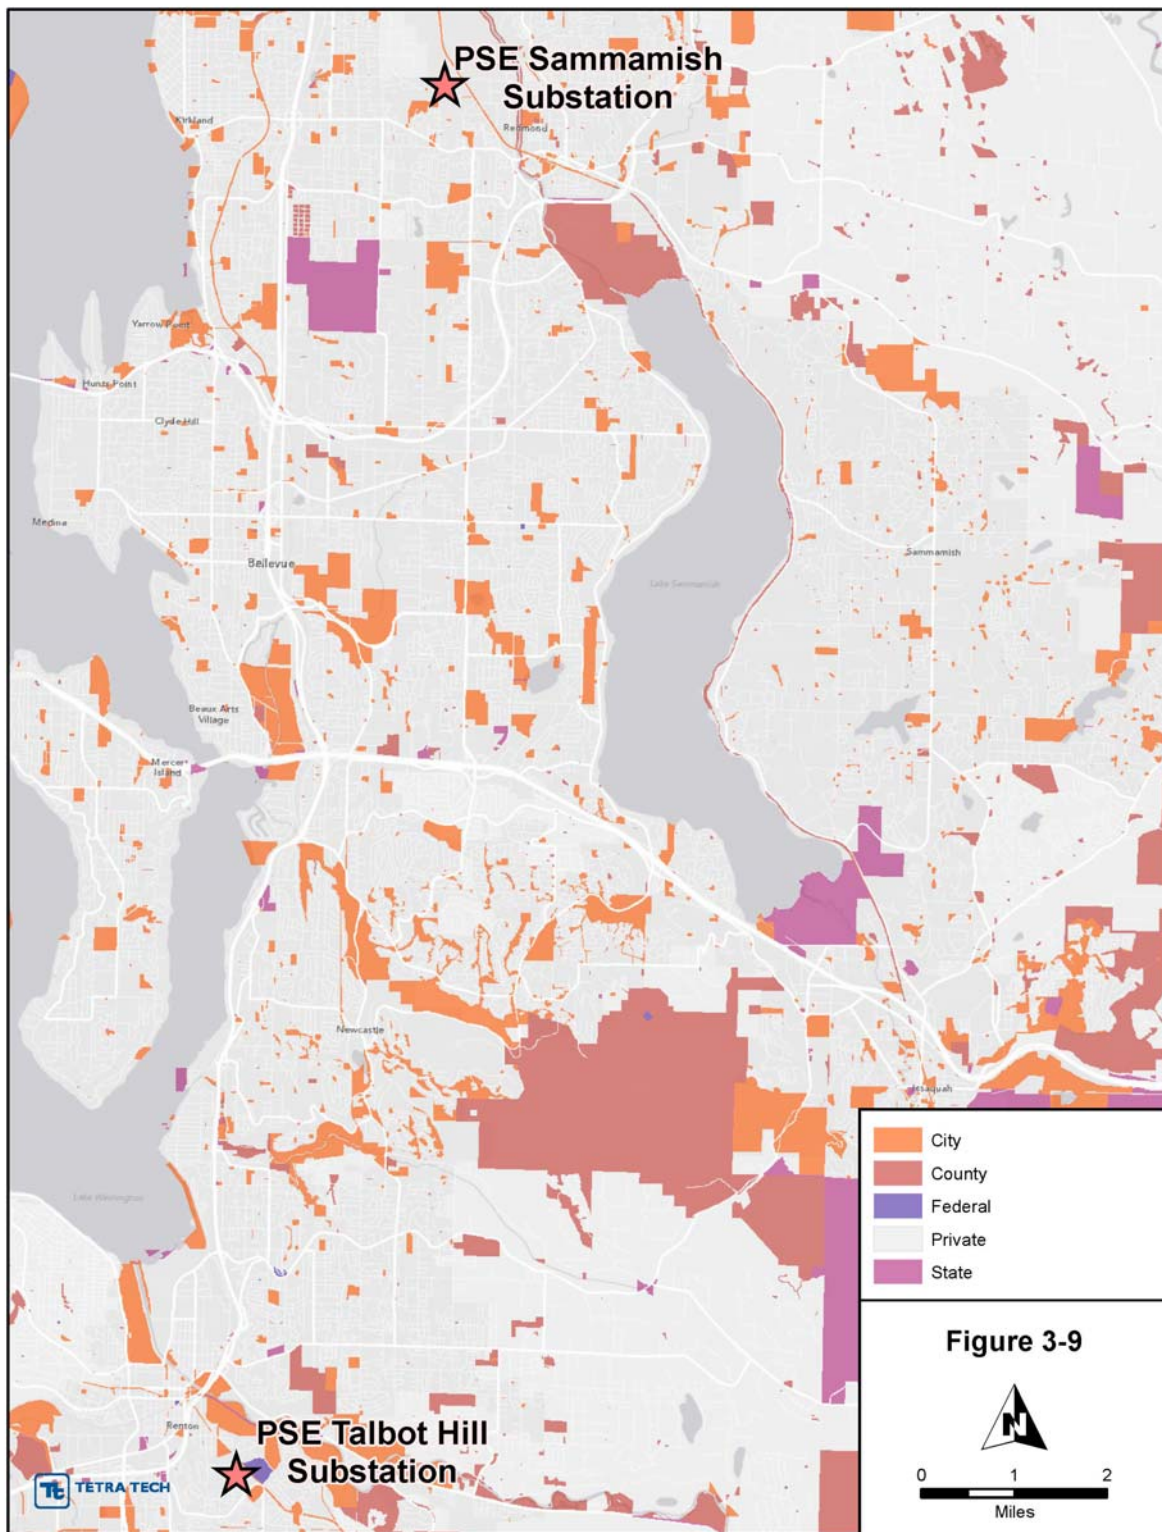 PSE Sammamish
Substation
Kirkland
Redmond
Yarrow Point
Hunts Point
Clyde Hill
Medina
Bellevue
Sammamish
Lake Sammamish
Beaux Arts
Village
Mercer
Island
Newcastle
Issaquah
Lake Washington
Renton
PSE Talbot Hill
Substation
TETRA TECH
City
County
Federal
Private
State
Figure 3-9
N
0 1 2
Miles